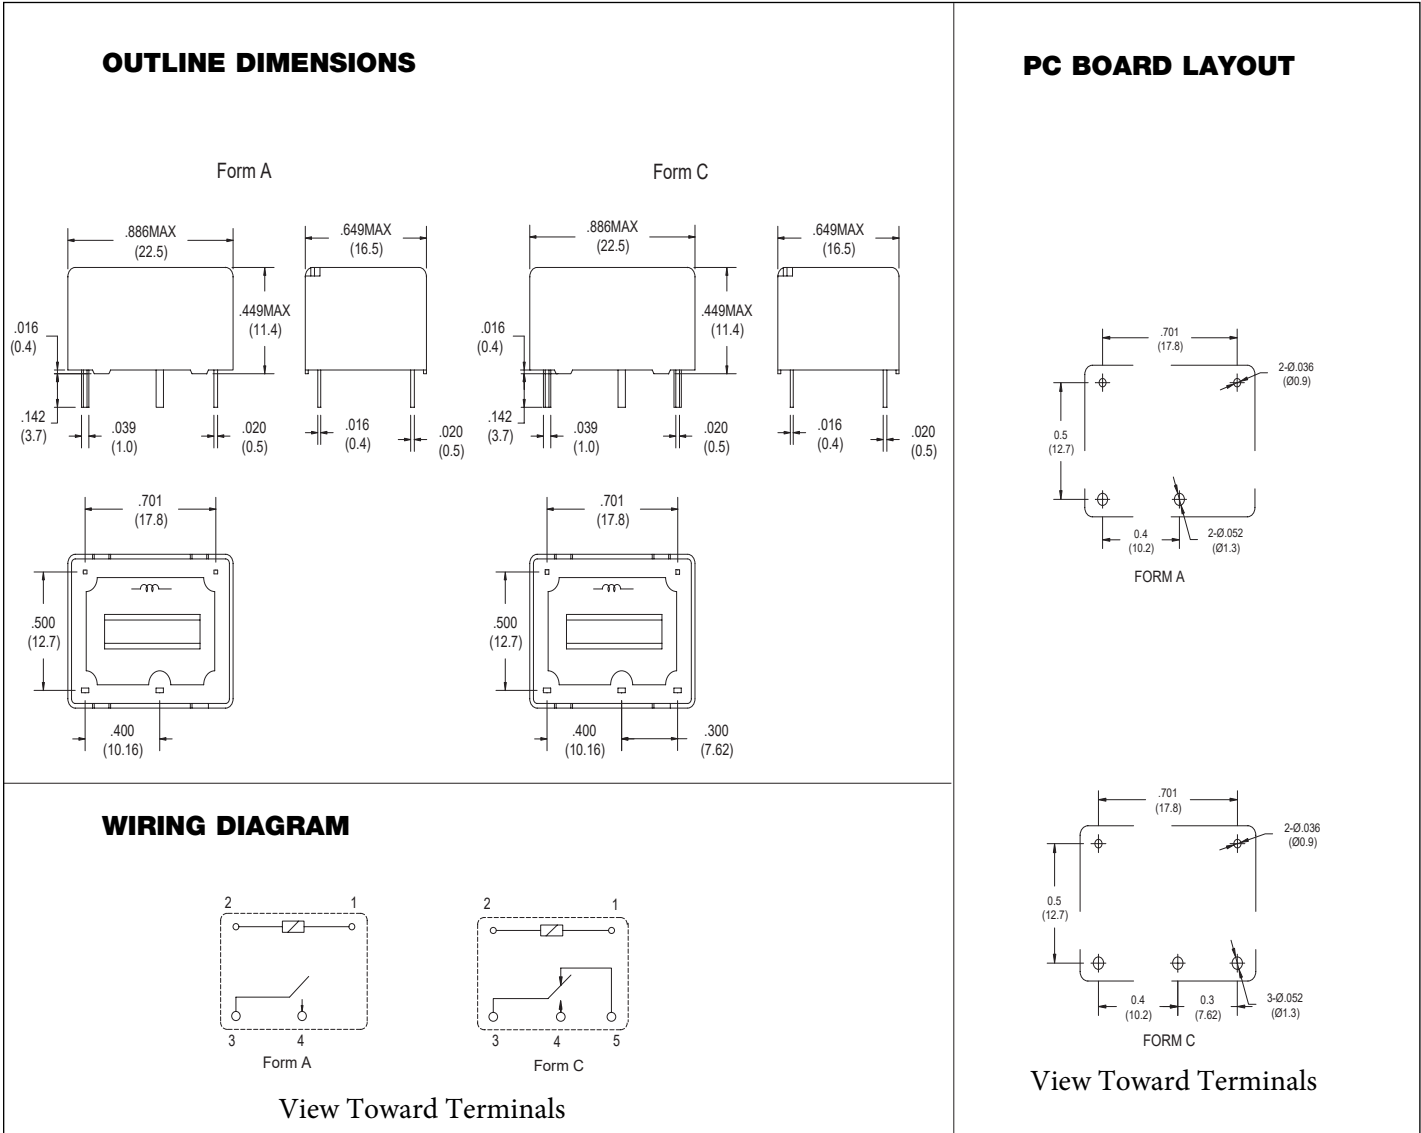 OUTLINE DIMENSIONS
Form A
Form C
.886MAX
(22.5)
.649MAX
(16.5)
.449MAX
(11.4)
.016
(0.4)
.142
(3.7)
.039
(1.0)
.020
(0.5)
.016
(0.4)
.020
(0.5)
.886MAX
(22.5)
.649MAX
(16.5)
.449MAX
(11.4)
.016
(0.4)
.142
(3.7)
.039
(1.0)
.020
(0.5)
.016
(0.4)
.020
(0.5)
.701
(17.8)
.500
(12.7)
.400
(10.16)
.701
(17.8)
.500
(12.7)
.400
(10.16)
.300
(7.62)
WIRING DIAGRAM
2 1
3 4
Form A
2 1
3 4 5
Form C
View Toward Terminals
PC BOARD LAYOUT
.701
(17.8)
2-Ø.036
(Ø0.9)
0.5
(12.7)
0.4
(10.2)
2-Ø.052
(Ø1.3)
FORM A
.701
(17.8)
2-Ø.036
(Ø0.9)
0.5
(12.7)
0.4
(10.2)
0.3
(7.62)
3-Ø.052
(Ø1.3)
FORM C
View Toward Terminals